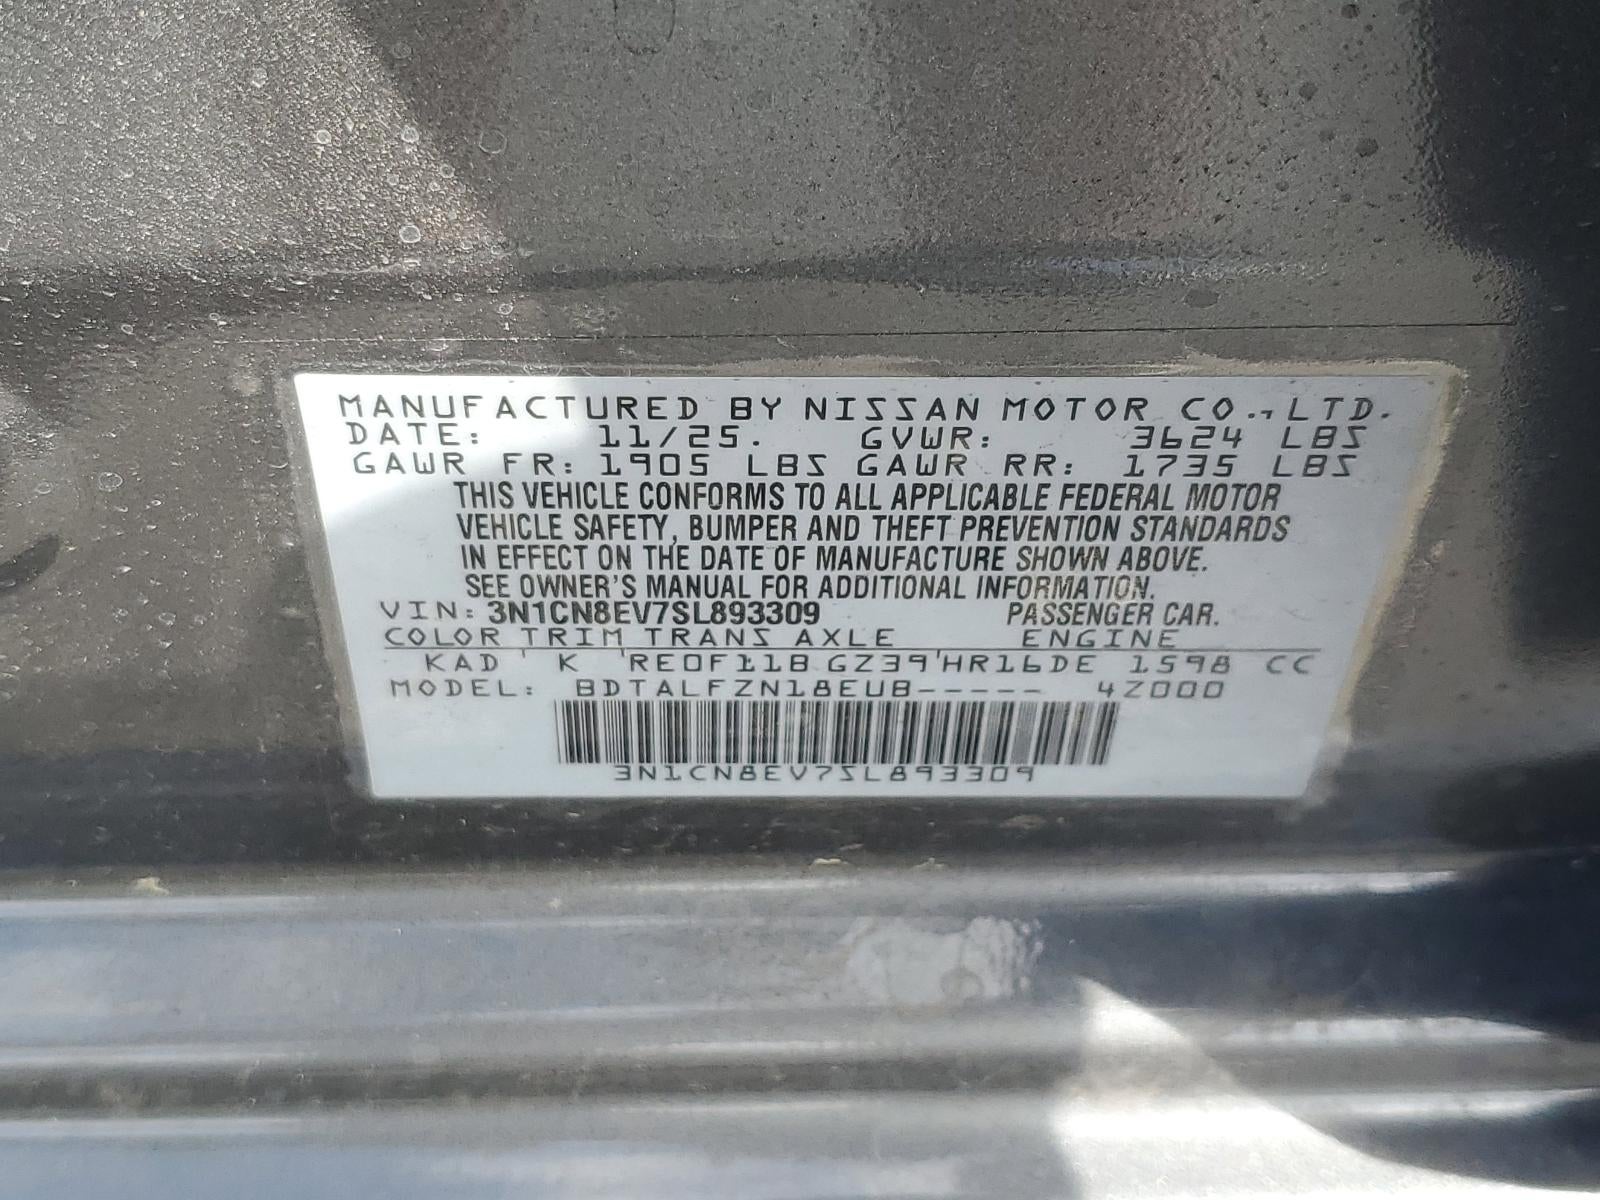 MANUFACTURED BY NISSAN MOTOR CO., LTD.
DATE: 11/25. GVWR: 3624 LBS
GAWR FR: 1905 LBS GAWR RR: 1735 LBS
THIS VEHICLE CONFORMS TO ALL APPLICABLE FEDERAL MOTOR
VEHICLE SAFETY, BUMPER AND THEFT PREVENTION STANDARDS
IN EFFECT ON THE DATE OF MANUFACTURE SHOWN ABOVE.
SEE OWNER'S MANUAL FOR ADDITIONAL INFORMATION.
VIN: 3N1CN8EV7SL893309 PASSENGER CAR.
COLOR TRIM TRANS AXLE ENGINE
KAD ' K 'RE0F11B GZ39'HR16DE 1598 CC
MODEL: BDTALFZN18EUB----- 4Z000
3N1CN8EV7SL893309